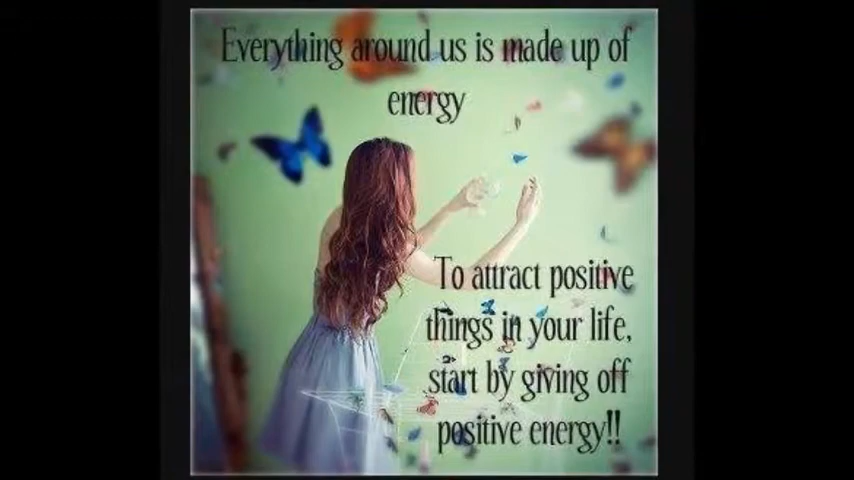 Everything around us is made up of
energy
To attract positive
things in your life,
start by giving off
positive energy!!